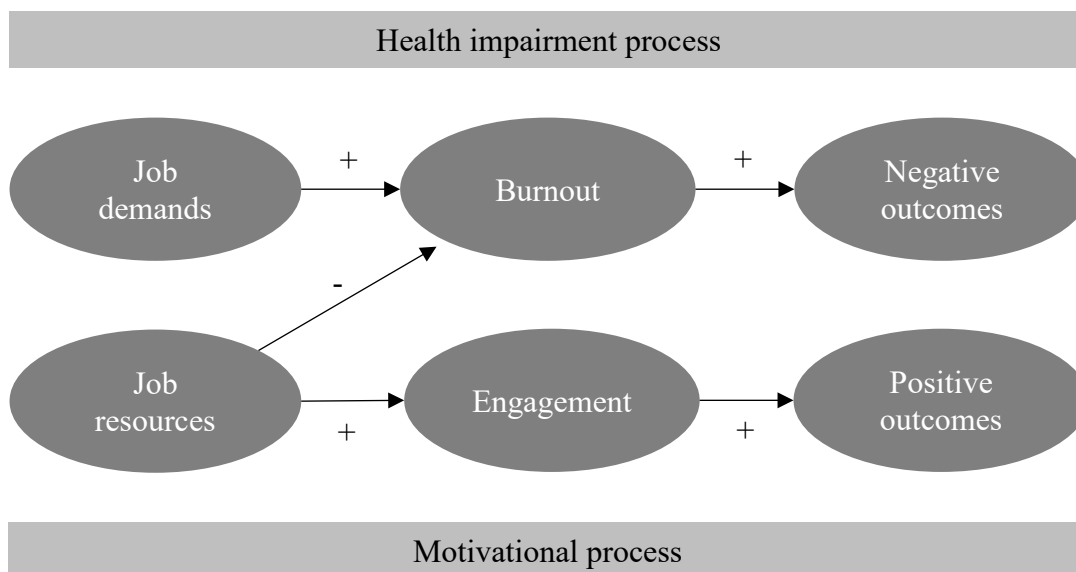 Health impairment process
Job
demands
+
Burnout
+
Negative
outcomes
-
Job
resources
+
Engagement
+
Positive
outcomes
Motivational process